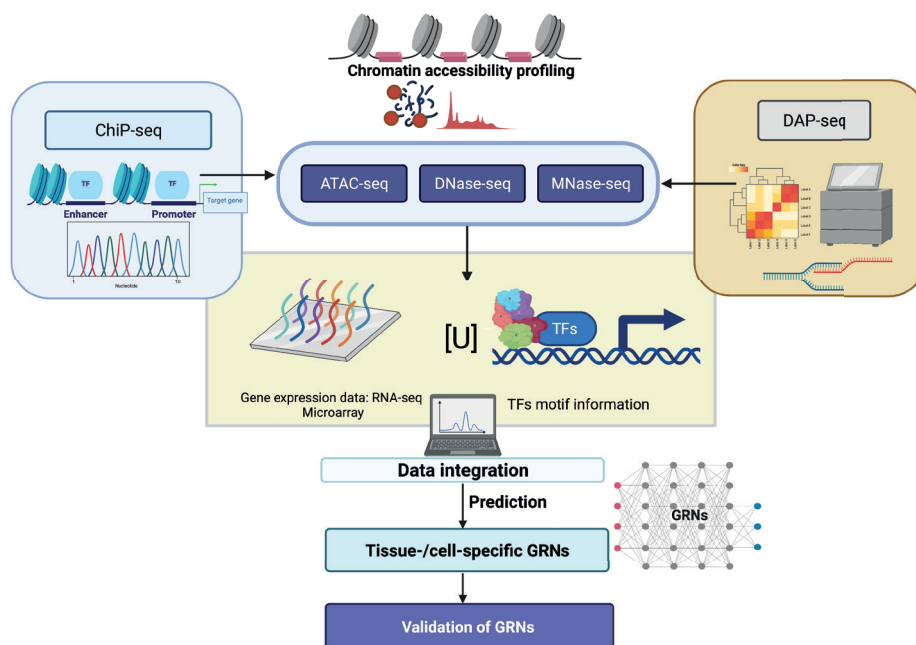 Chromatin accessibility profiling
ChiP-seq
TF
TF
Enhancer
Promoter
Target gene
1
Nucleotide
10
ATAC-seq
DNase-seq
MNase-seq
DAP-seq
[U]
TFs
Gene expression data: RNA-seq
Microarray
TFs motif information
Data integration
Prediction
GRNs
Tissue-/cell-specific GRNs
Validation of GRNs